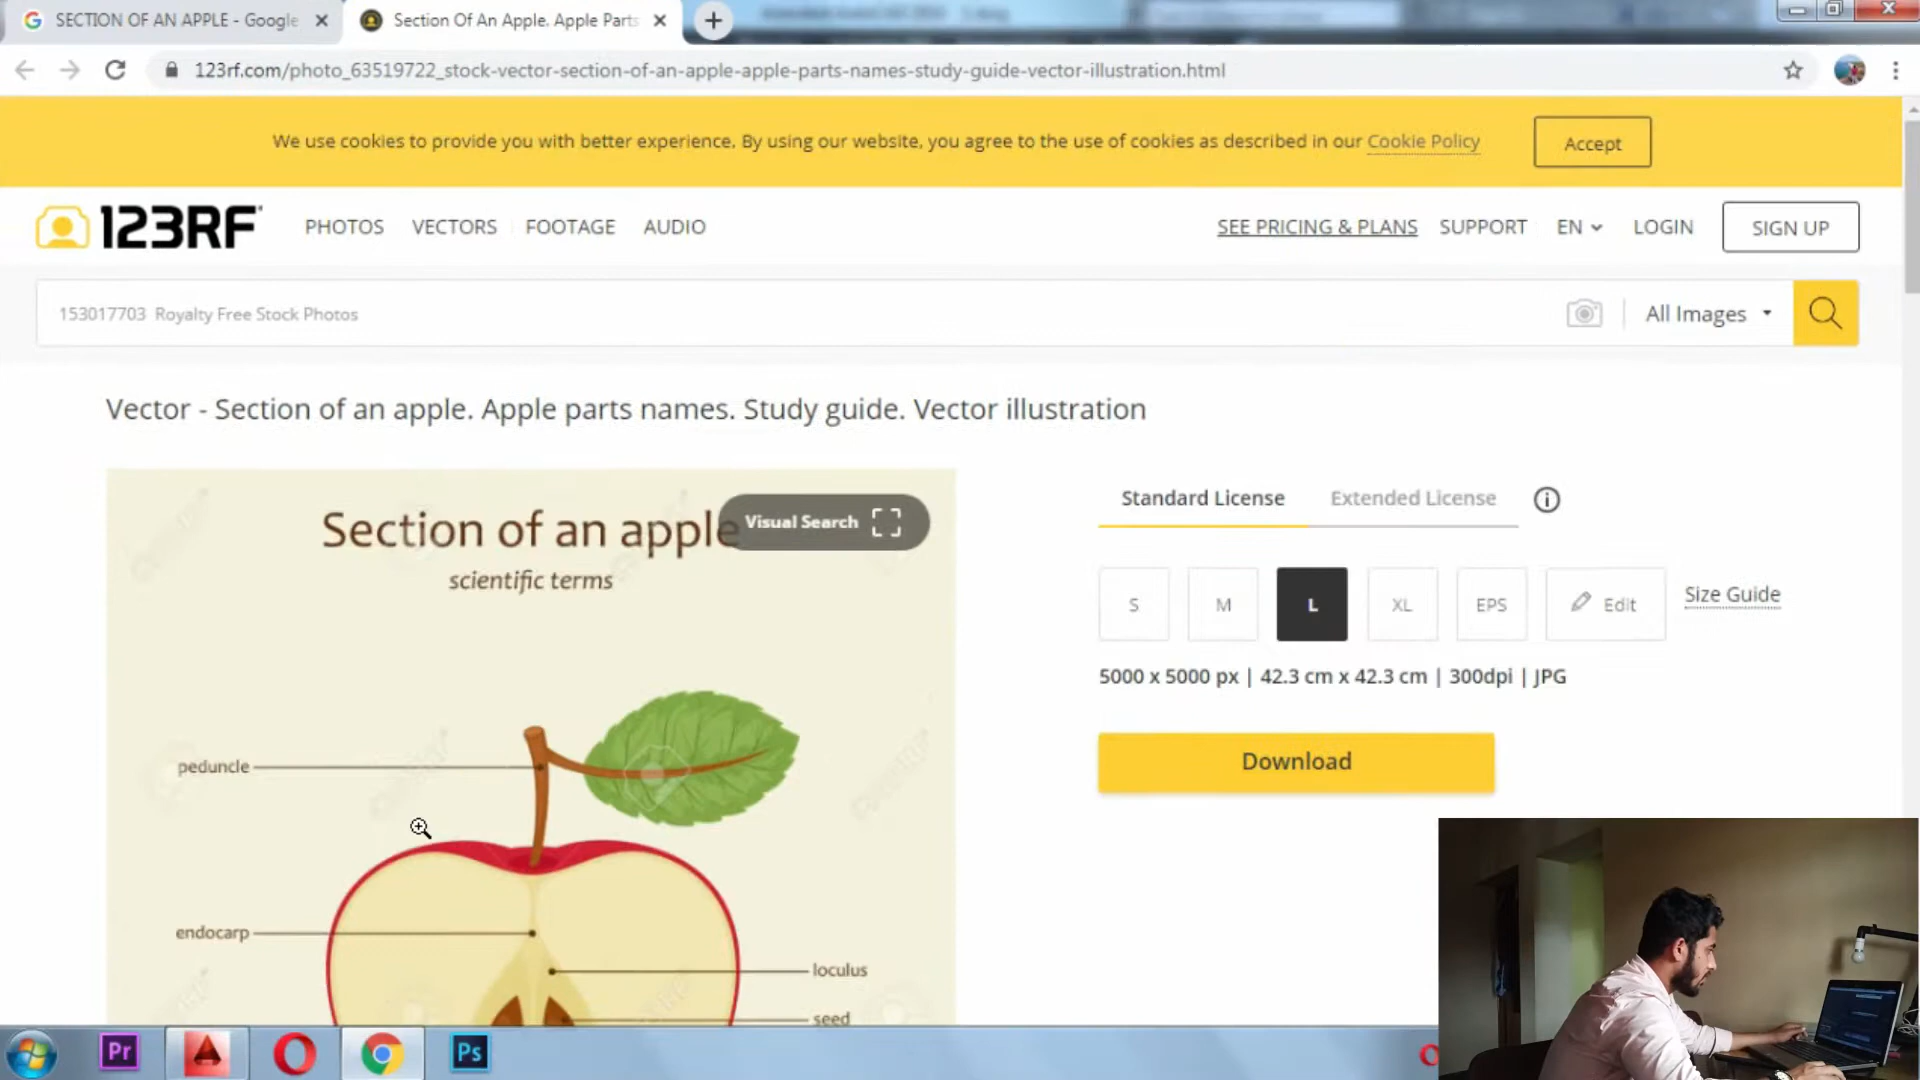 SECTION OF AN APPLE - Google
Section Of An Apple. Apple Parts
123rf.com/photo_63519722_stock-vector-section-of-an-apple-apple-parts-names-study-guide-vector-illustration.html
We use cookies to provide you with better experience. By using our website, you agree to the use of cookies as described in our Cookie Policy
Accept
123RF
PHOTOS
VECTORS
FOOTAGE
AUDIO
SEE PRICING & PLANS
SUPPORT
EN
LOGIN
SIGN UP
153017703 Royalty Free Stock Photos
All Images
Vector - Section of an apple. Apple parts names. Study guide. Vector illustration
Section of an apple
Visual Search
scientific terms
Standard License
Extended License
S
M
L
XL
EPS
Edit
Size Guide
5000 x 5000 px | 42.3 cm x 42.3 cm | 300dpi | JPG
Download
peduncle
endocarp
loculus
seed
Pr
Ps